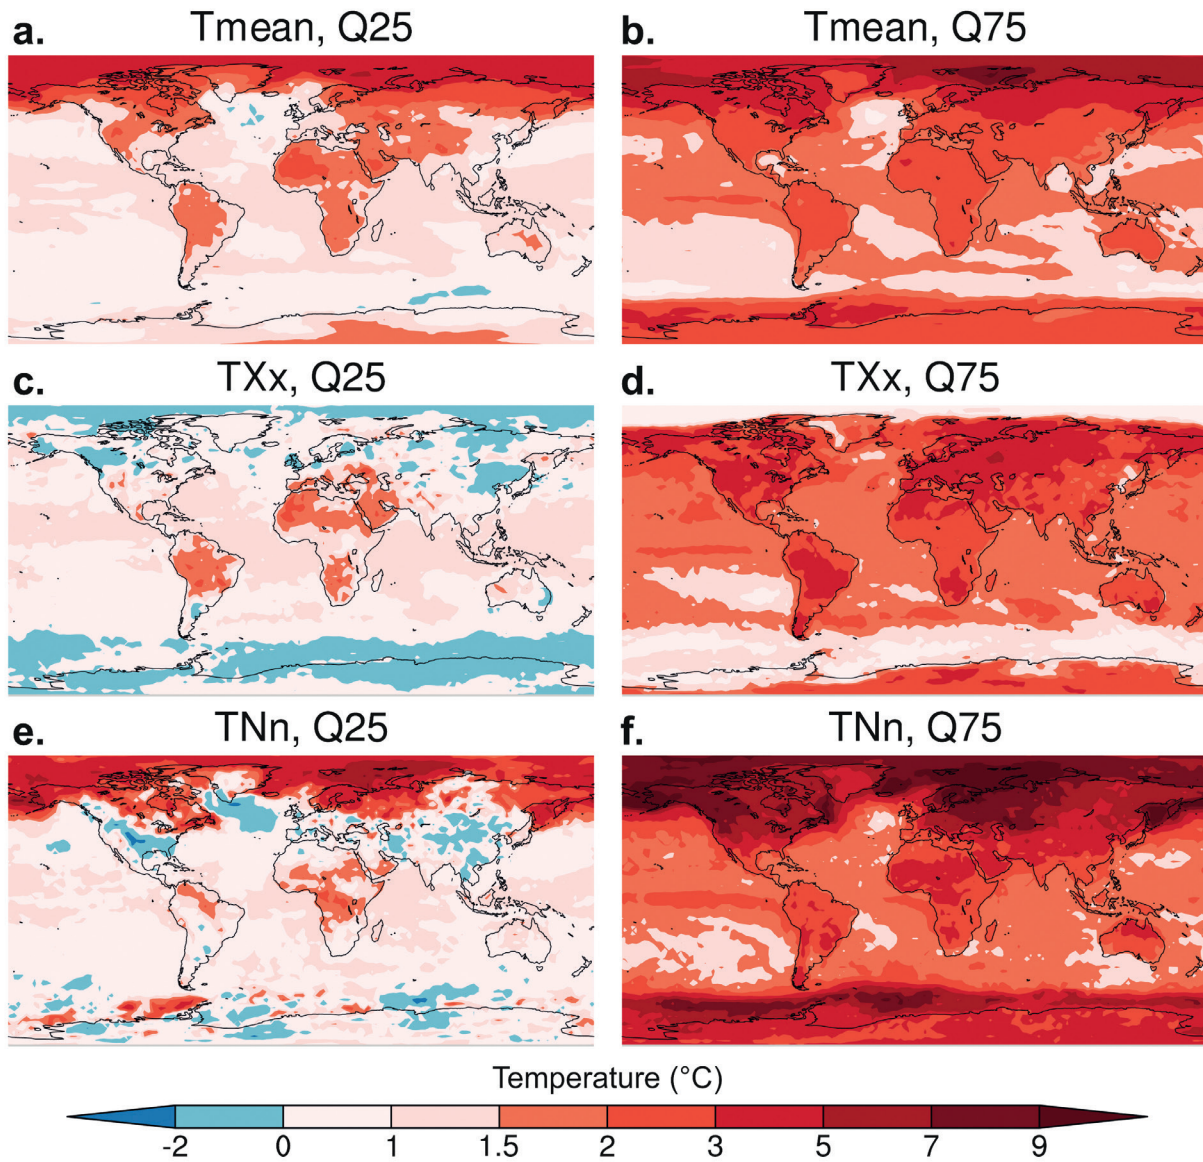 a. Tmean, Q25
b. Tmean, Q75
c. TXx, Q25
d. TXx, Q75
e. TNn, Q25
f. TNn, Q75
Temperature (°C)
-2 0 1 1.5 2 3 5 7 9